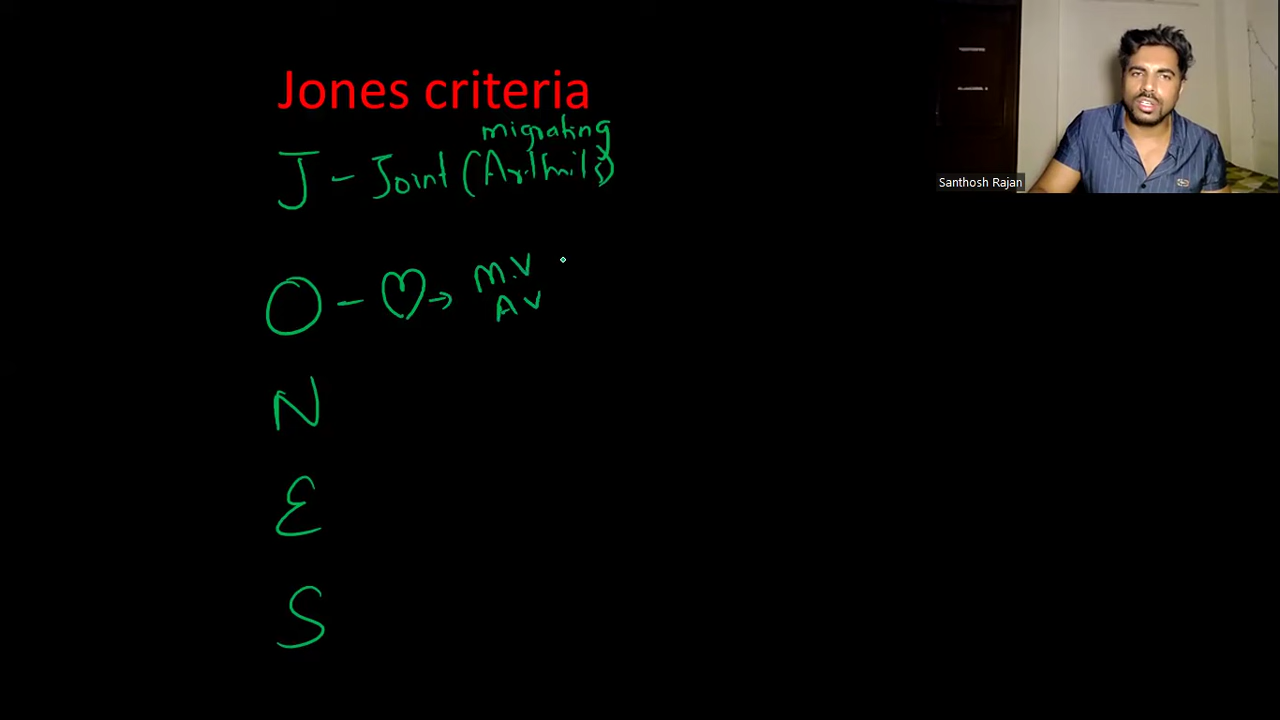 Jones criteria
migrating
J - Joint (Arthritis)
O - ♡ → M.V
A V
N
E
S
Santhosh Rajan